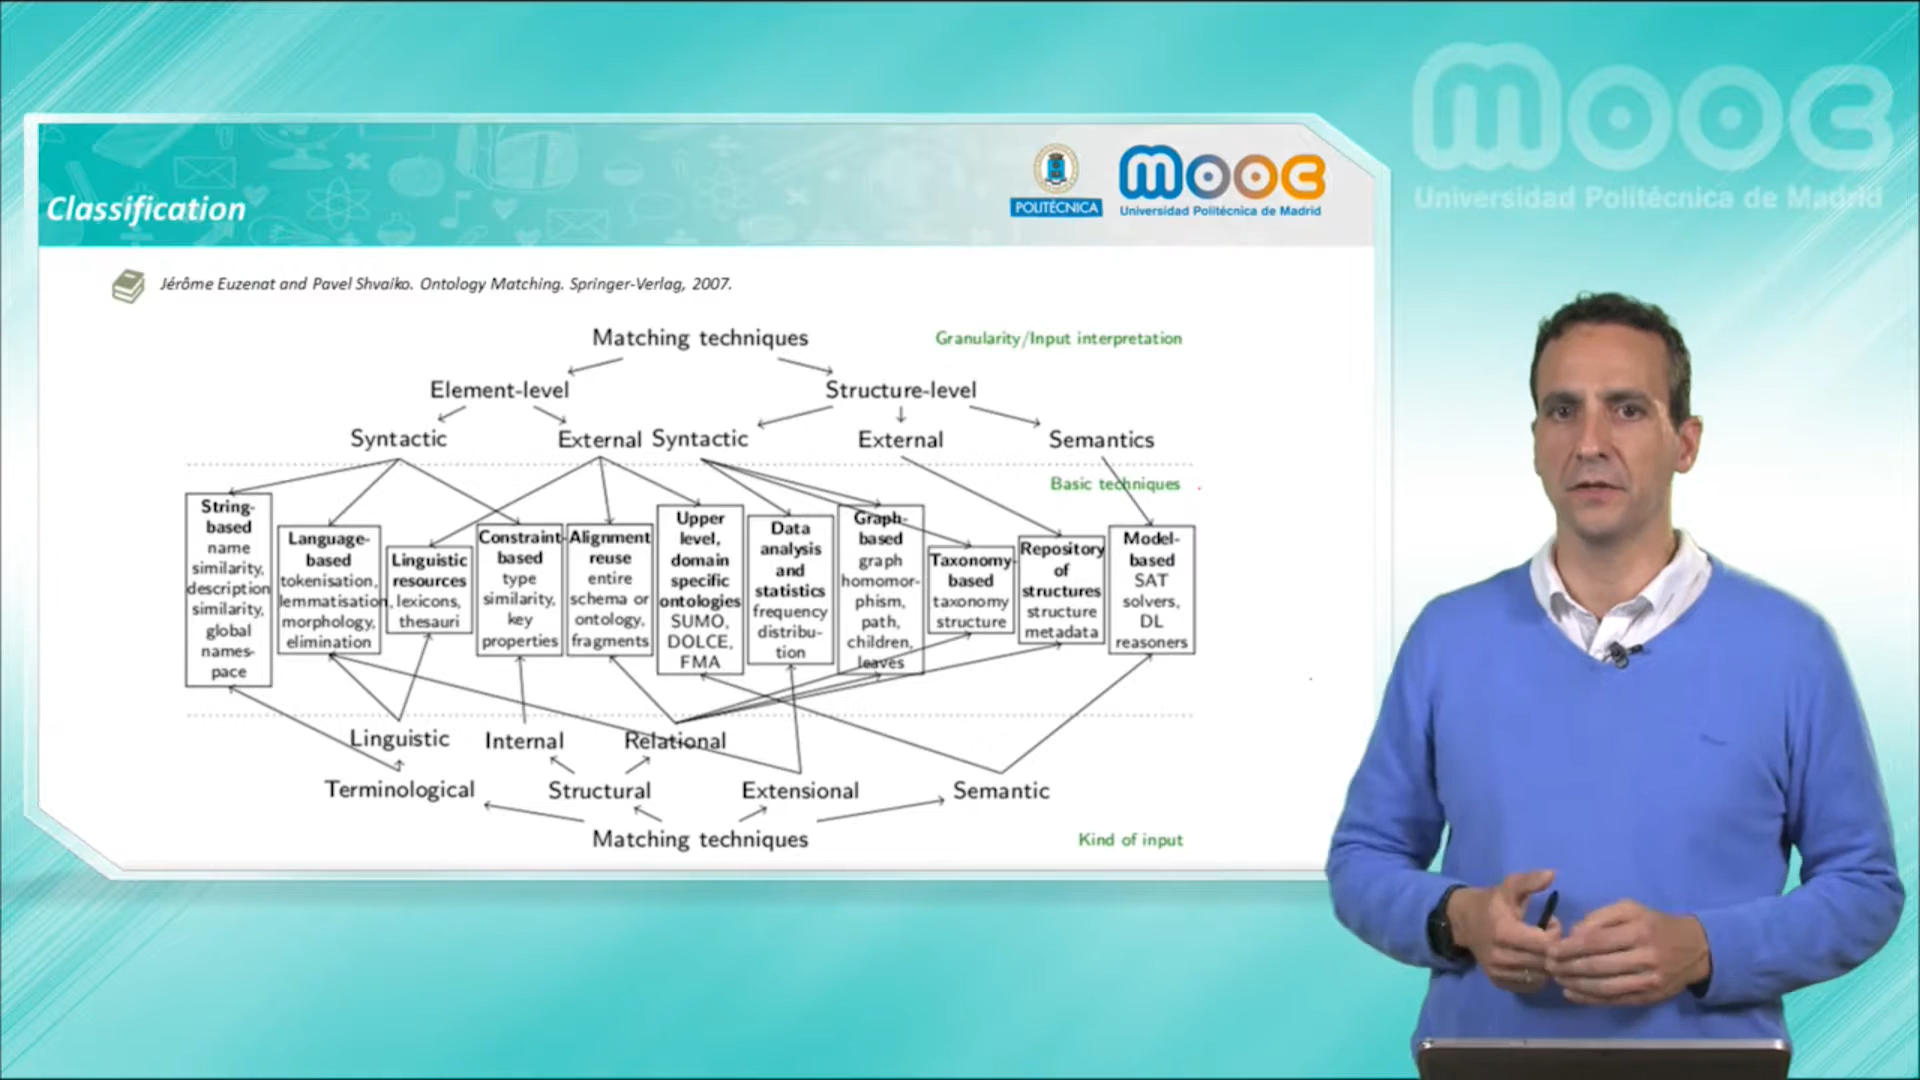 mooc
Universidad Politécnica de Madrid
Classification
POLITÉCNICA
mooc
Universidad Politécnica de Madrid
Jérôme Euzenat and Pavel Shvaiko. Ontology Matching. Springer-Verlag, 2007.
Matching techniques
Granularity/Input interpretation
Element-level
Structure-level
Syntactic
External
Syntactic
External
Semantics
Basic techniques
String-
based
name
similarity,
description
similarity,
global
names-
pace
Language-
based
tokenisation,
lemmatisation,
morphology,
elimination
Linguistic
resources
lexicons,
thesauri
Constraint-
based
type
similarity,
key
properties
Alignment
reuse
entire
schema or
ontology,
fragments
Upper
level,
domain
specific
ontologies
SUMO,
DOLCE,
FMA
Data
analysis
and
statistics
frequency
distribu-
tion
Graph-
based
graph
homomor-
phism,
path,
children,
leaves
Taxonomy-
based
taxonomy
structure
Repository
of
structures
structure
metadata
Model-
based
SAT
solvers,
DL
reasoners
Linguistic
Internal
Relational
Terminological
Structural
Extensional
Semantic
Matching techniques
Kind of input